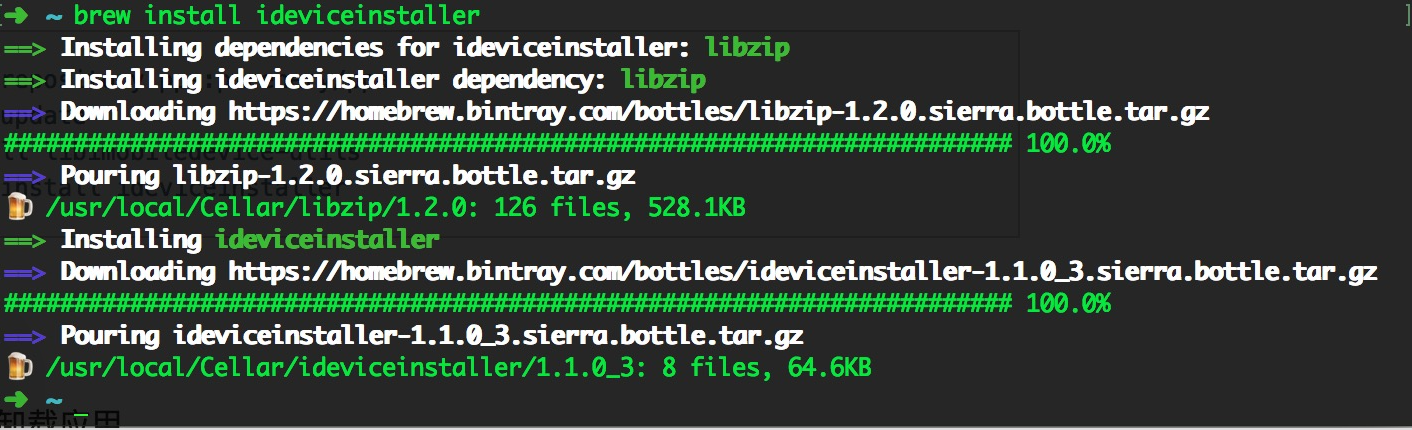 [➜ ~ brew install ideviceinstaller ]
==> Installing dependencies for ideviceinstaller: libzip
==> Installing ideviceinstaller dependency: libzip
==> Downloading https://homebrew.bintray.com/bottles/libzip-1.2.0.sierra.bottle.tar.gz
######################################################################## 100.0%
==> Pouring libzip-1.2.0.sierra.bottle.tar.gz
🍺 /usr/local/Cellar/libzip/1.2.0: 126 files, 528.1KB
==> Installing ideviceinstaller
==> Downloading https://homebrew.bintray.com/bottles/ideviceinstaller-1.1.0_3.sierra.bottle.tar.gz
######################################################################## 100.0%
==> Pouring ideviceinstaller-1.1.0_3.sierra.bottle.tar.gz
🍺 /usr/local/Cellar/ideviceinstaller/1.1.0_3: 8 files, 64.6KB
➜ ~ _
卸载应用